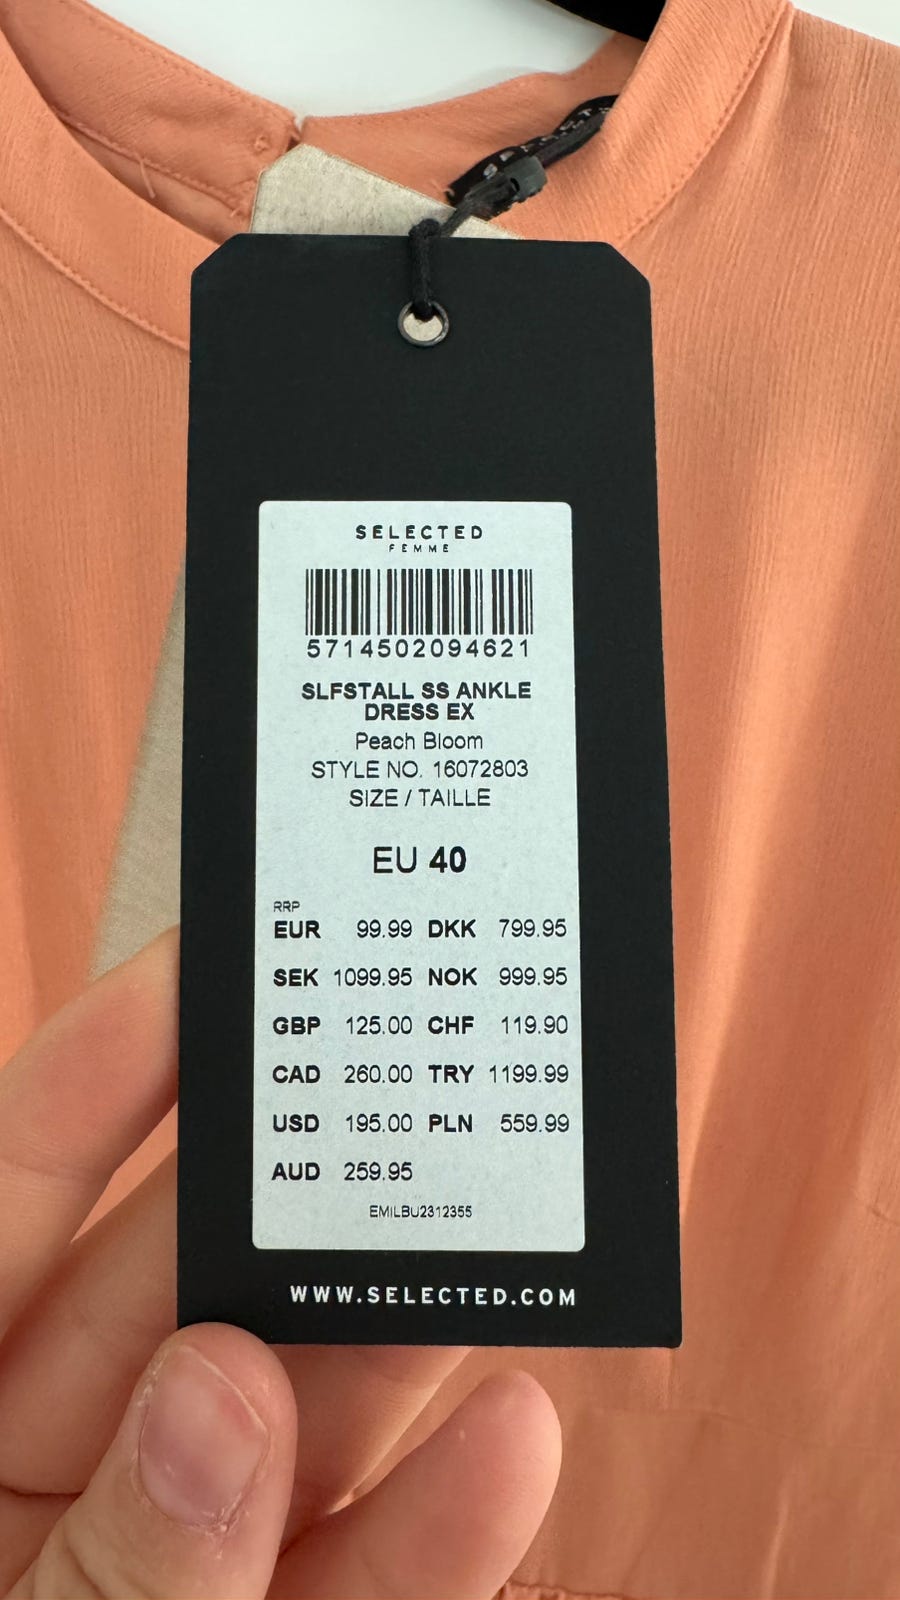 SELECTED
FEMME
5714502094621
SLFSTALL SS ANKLE
DRESS EX
Peach Bloom
STYLE NO. 16072803
SIZE / TAILLE
EU 40
RRP
EUR 99.99 DKK 799.95
SEK 1099.95 NOK 999.95
GBP 125.00 CHF 119.90
CAD 260.00 TRY 1199.99
USD 195.00 PLN 559.99
AUD 259.95
EMILBU2312355
WWW.SELECTED.COM